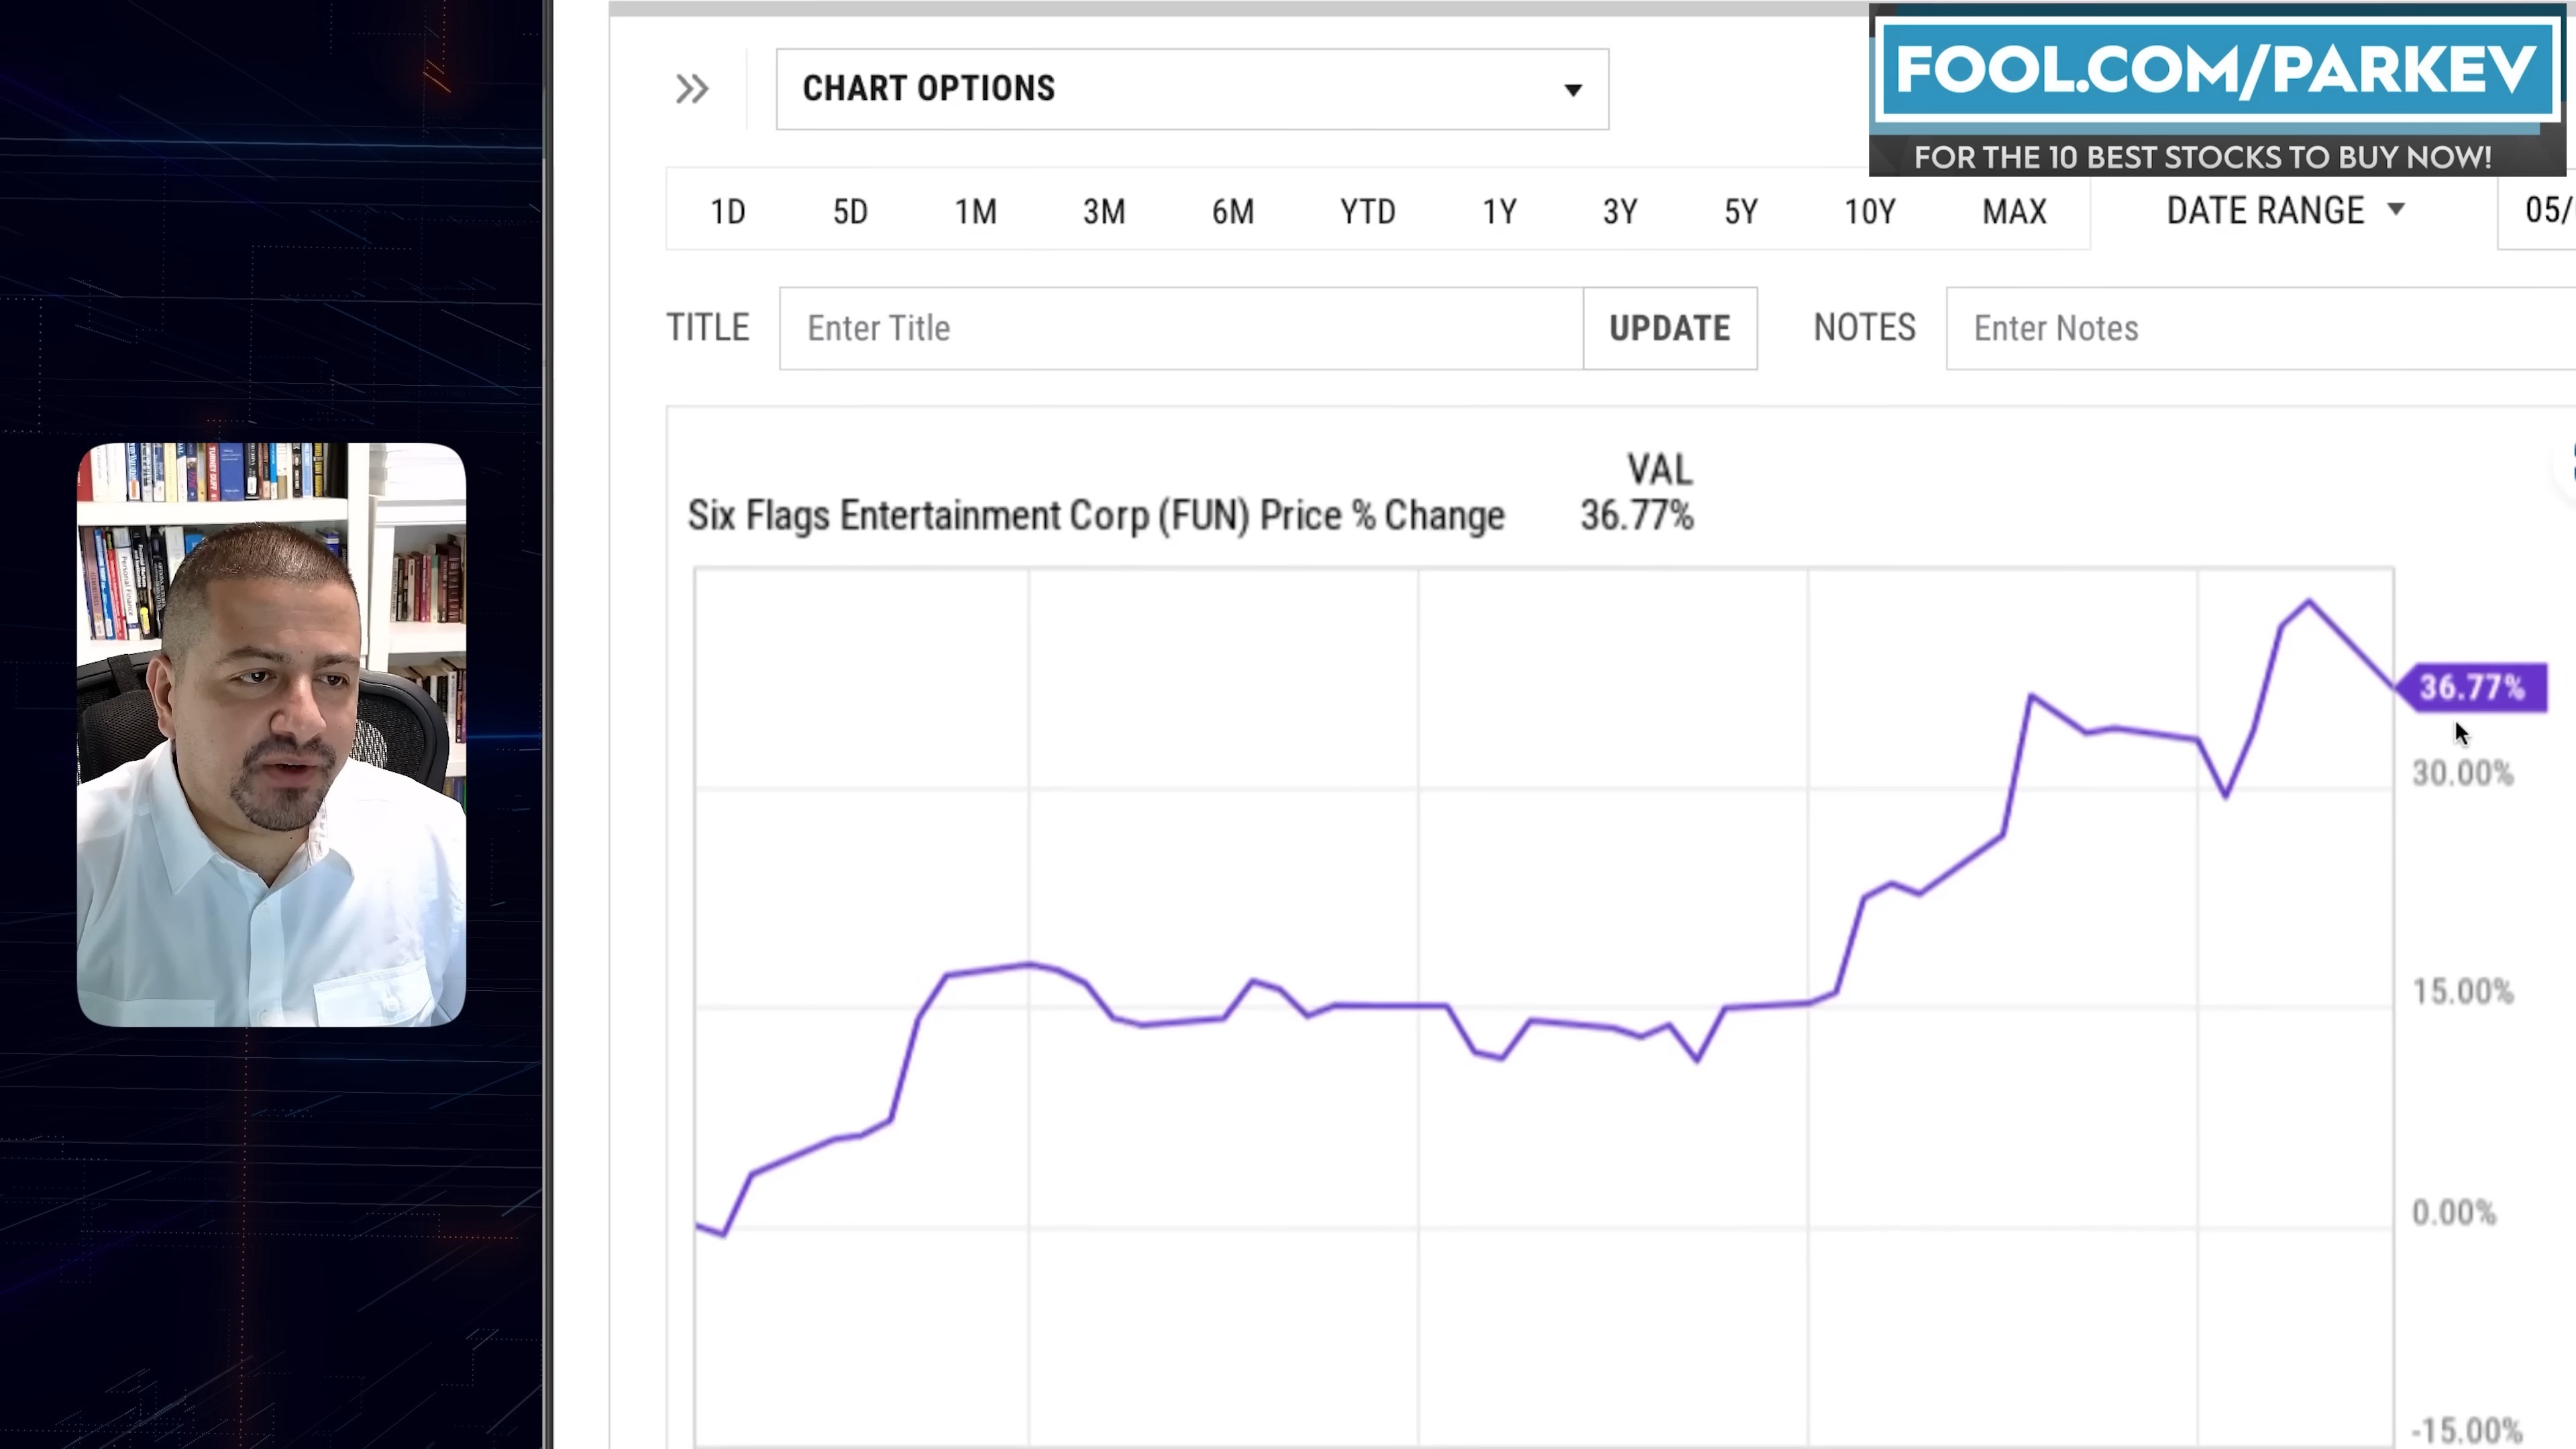 FOOL.COM/PARKEV
FOR THE 10 BEST STOCKS TO BUY NOW!
CHART OPTIONS
1D 5D 1M 3M 6M YTD 1Y 3Y 5Y 10Y MAX DATE RANGE 05/
TITLE Enter Title UPDATE NOTES Enter Notes
VAL
Six Flags Entertainment Corp (FUN) Price % Change 36.77%
36.77%
30.00%
15.00%
0.00%
-15.00%
Personal Finance